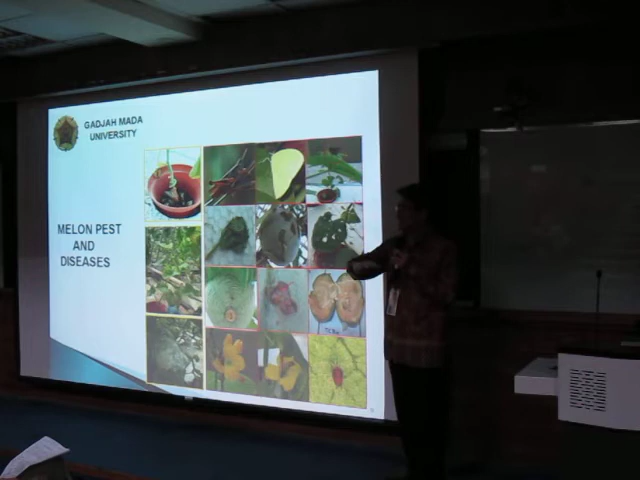 GADJAH MADA
UNIVERSITY
MELON PEST
AND
DISEASES